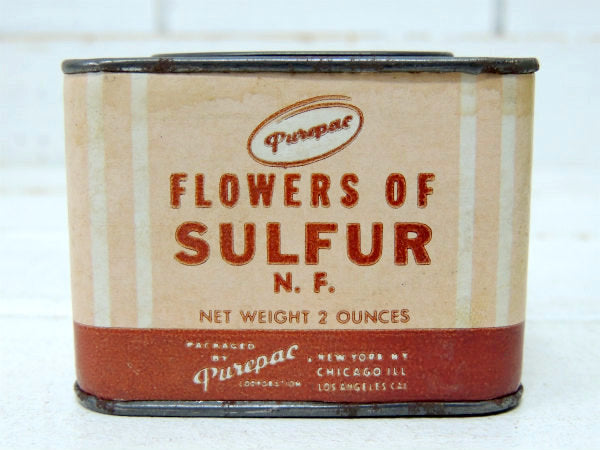 Purepac
FLOWERS OF
SULFUR
N. F.
NET WEIGHT 2 OUNCES
PACKAGED
BY
Purepac
CORPORATION
NEW YORK N.Y.
CHICAGO ILL
LOS ANGELES CAL